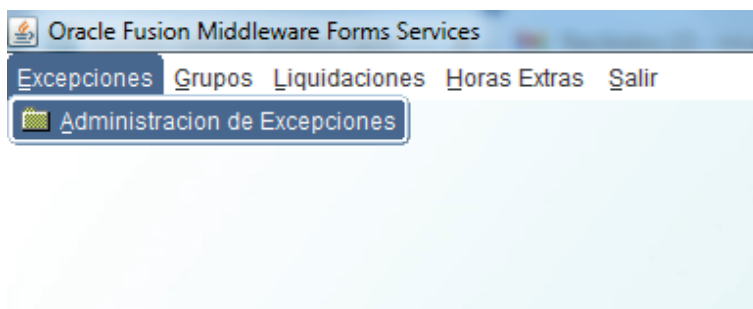 Oracle Fusion Middleware Forms Services
Excepciones Grupos Liquidaciones Horas Extras Salir
Administracion de Excepciones